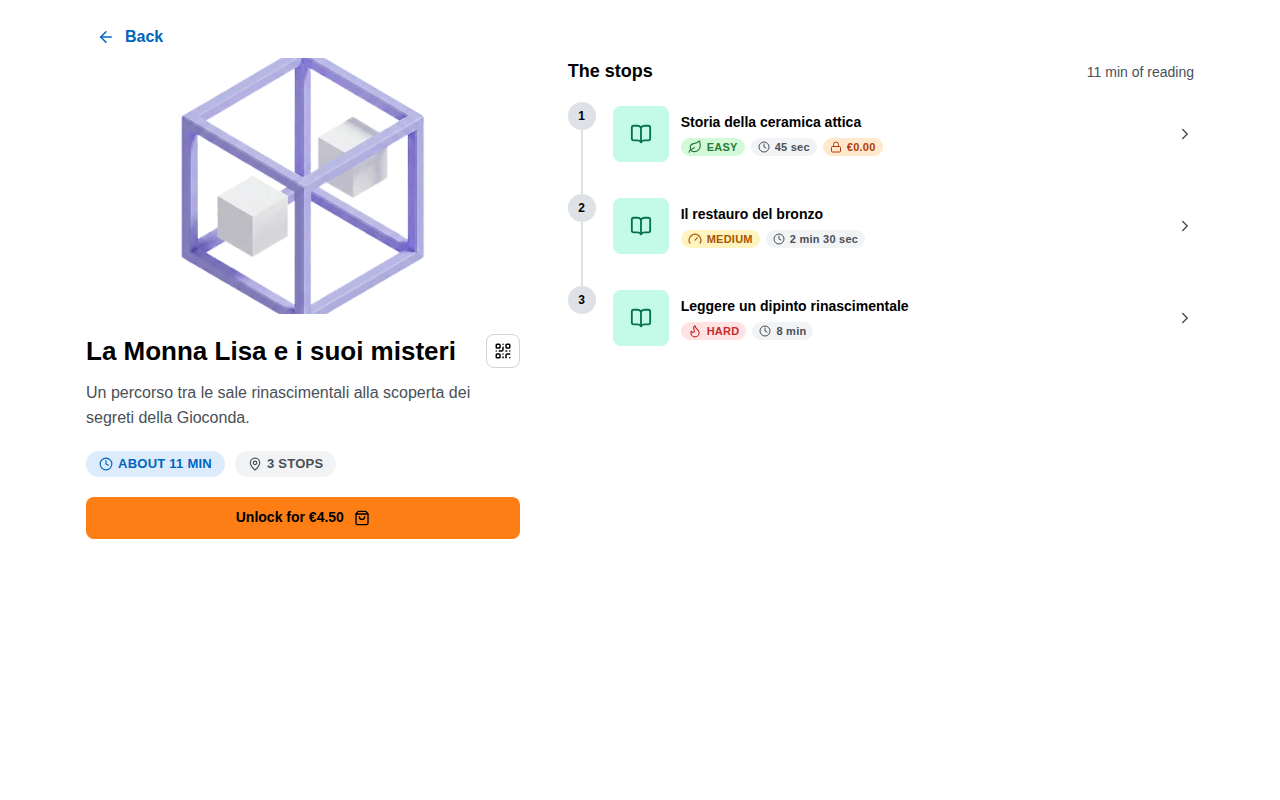 Back
La Monna Lisa e i suoi misteri
Un percorso tra le sale rinascimentali alla scoperta dei
segreti della Gioconda.
ABOUT 11 MIN
3 STOPS
Unlock for €4.50
The stops
11 min of reading
1
Storia della ceramica attica
EASY
45 sec
€0.00
2
Il restauro del bronzo
MEDIUM
2 min 30 sec
3
Leggere un dipinto rinascimentale
HARD
8 min